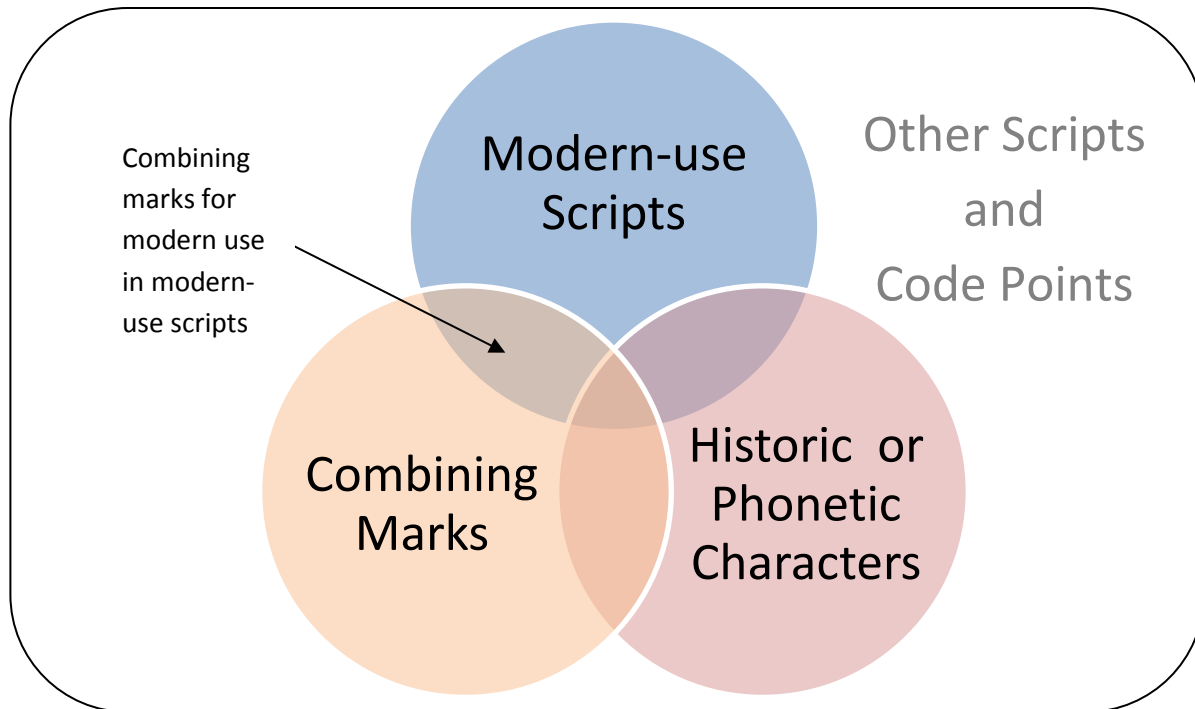 Combining
marks for
modern use
in modern-
use scripts
Modern-use
Scripts
Other Scripts
and
Code Points
Combining
Marks
Historic or
Phonetic
Characters